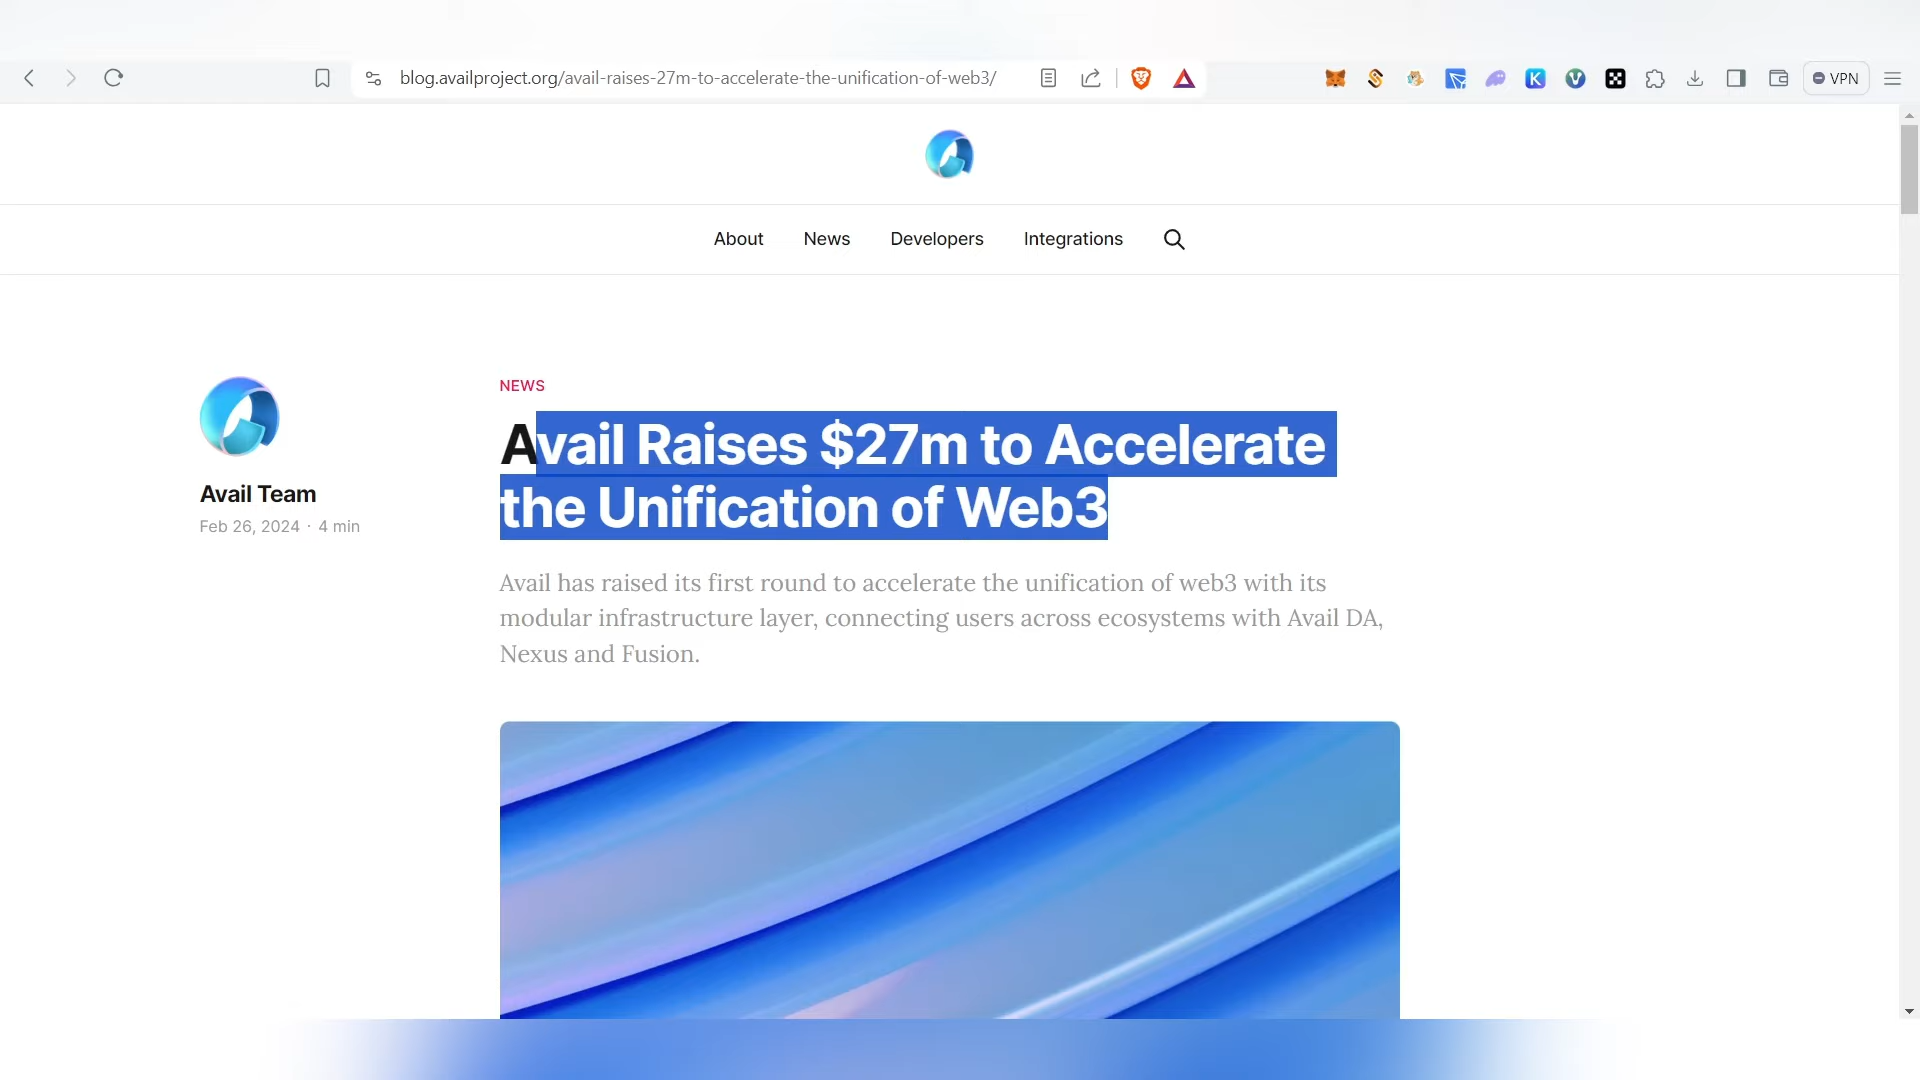 blog.availproject.org/avail-raises-27m-to-accelerate-the-unification-of-web3/
VPN
About News Developers Integrations
Avail Team
Feb 26, 2024 · 4 min
NEWS
Avail Raises $27m to Accelerate
the Unification of Web3
Avail has raised its first round to accelerate the unification of web3 with its
modular infrastructure layer, connecting users across ecosystems with Avail DA,
Nexus and Fusion.